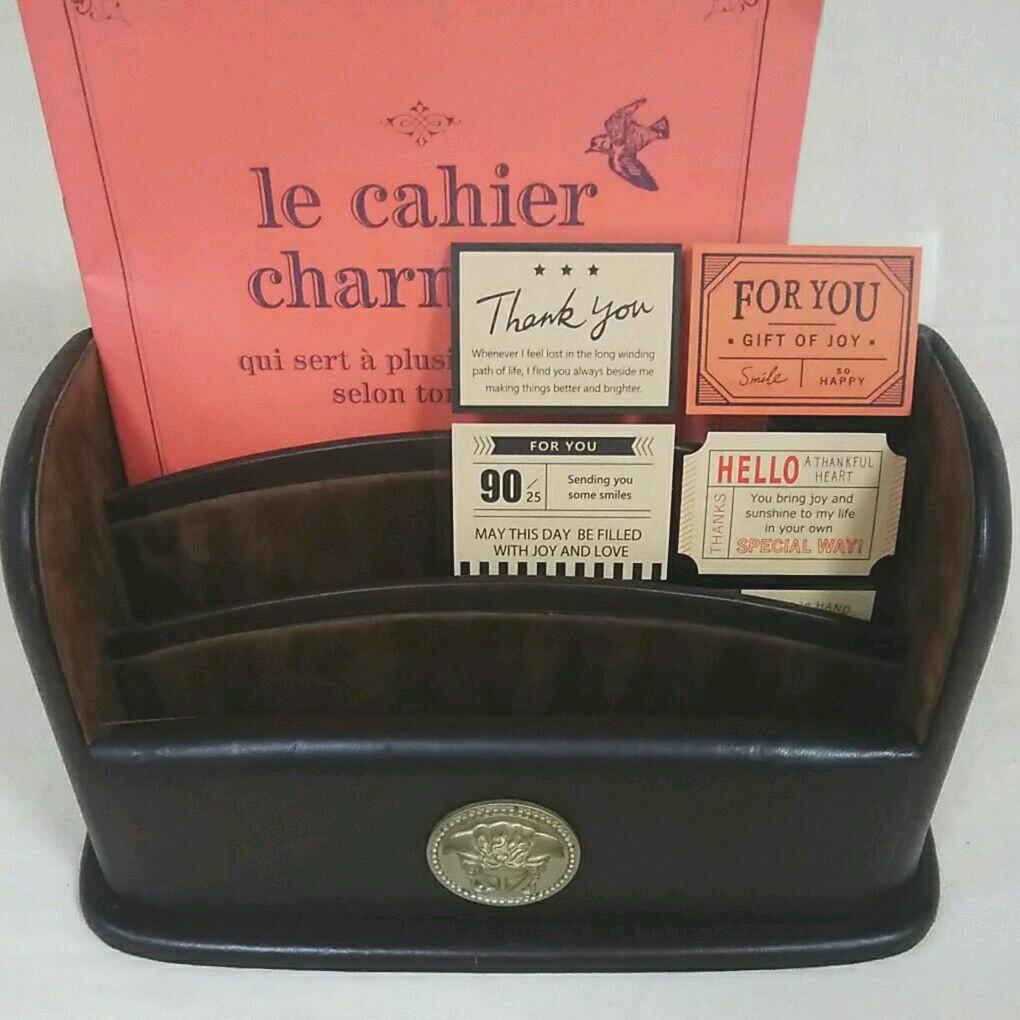 le cahier
charm
qui sert à plusi
selon to
Thank you
Whenever I feel lost in the long winding
path of life, I find you always beside me
making things better and brighter.
FOR YOU
GIFT OF JOY
Smile
SO
HAPPY
FOR YOU
90/25
Sending you
some smiles
MAY THIS DAY BE FILLED
WITH JOY AND LOVE
THANKS
HELLO A THANKFUL
HEART
You bring joy and
sunshine to my life
in your own
SPECIAL WAY!
HAND